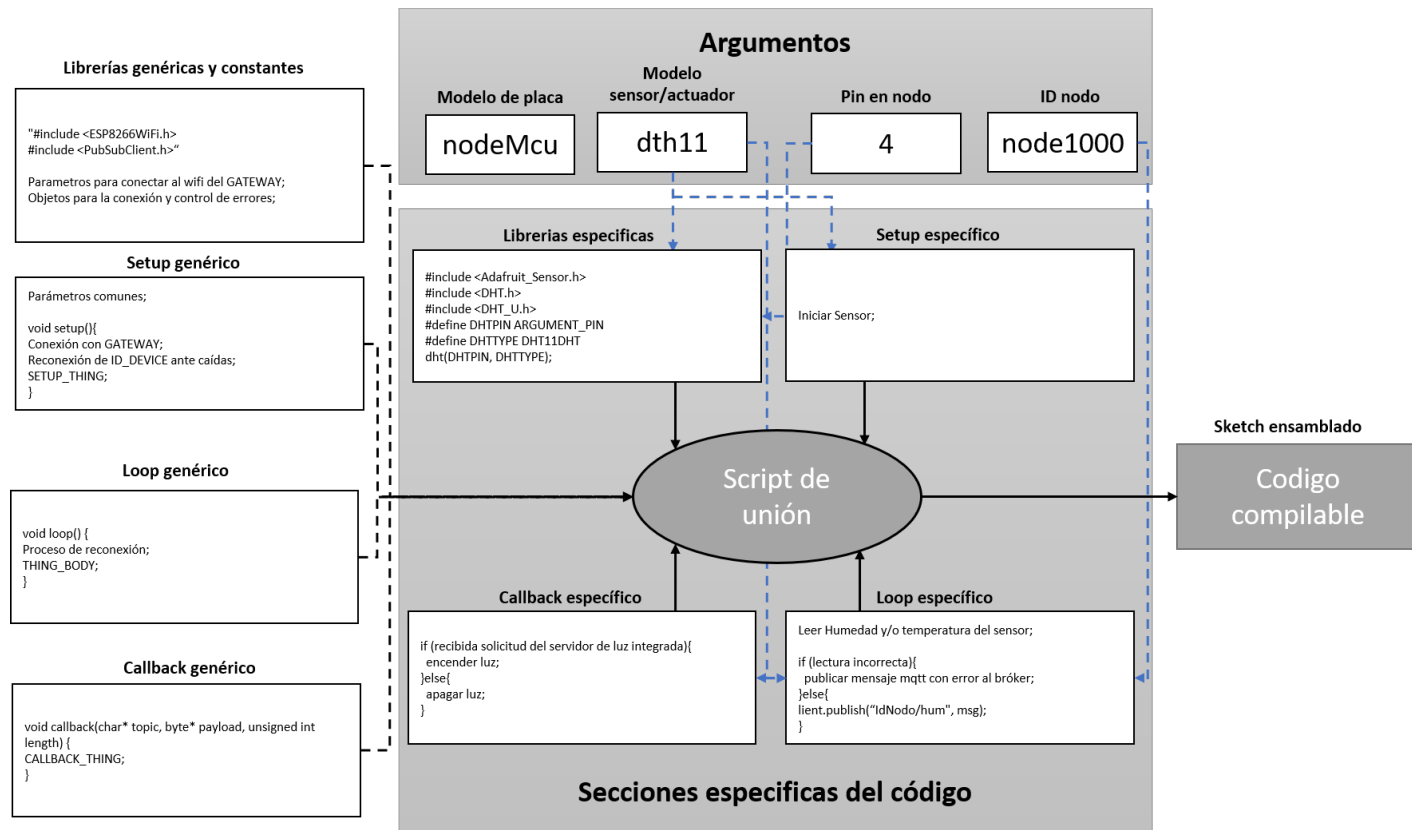 Librerías genéricas y constantes
"#include <ESP8266WiFi.h>
#include <PubSubClient.h>“
Parametros para conectar al wifi del GATEWAY;
Objetos para la conexión y control de errores;
Setup genérico
Parámetros comunes;
void setup(){
Conexión con GATEWAY;
Reconexión de ID_DEVICE ante caídas;
SETUP_THING;
}
Loop genérico
void loop() {
Proceso de reconexión;
THING_BODY;
}
Callback genérico
void callback(char* topic, byte* payload, unsigned int
length) {
CALLBACK_THING;
}
Argumentos
Modelo de placa
nodeMcu
Modelo
sensor/actuador
dth11
Pin en nodo
4
ID nodo
node1000
Librerias especificas
#include <Adafruit_Sensor.h>
#include <DHT.h>
#include <DHT_U.h>
#define DHTPIN ARGUMENT_PIN
#define DHTTYPE DHT11DHT
dht(DHTPIN, DHTTYPE);
Setup específico
Iniciar Sensor;
Script de
unión
Callback específico
if (recibida solicitud del servidor de luz integrada){
encender luz;
}else{
apagar luz;
}
Loop específico
Leer Humedad y/o temperatura del sensor;
if (lectura incorrecta){
publicar mensaje mqtt con error al bróker;
}else{
lient.publish(“IdNodo/hum", msg);
}
Secciones especificas del código
Sketch ensamblado
Codigo
compilable